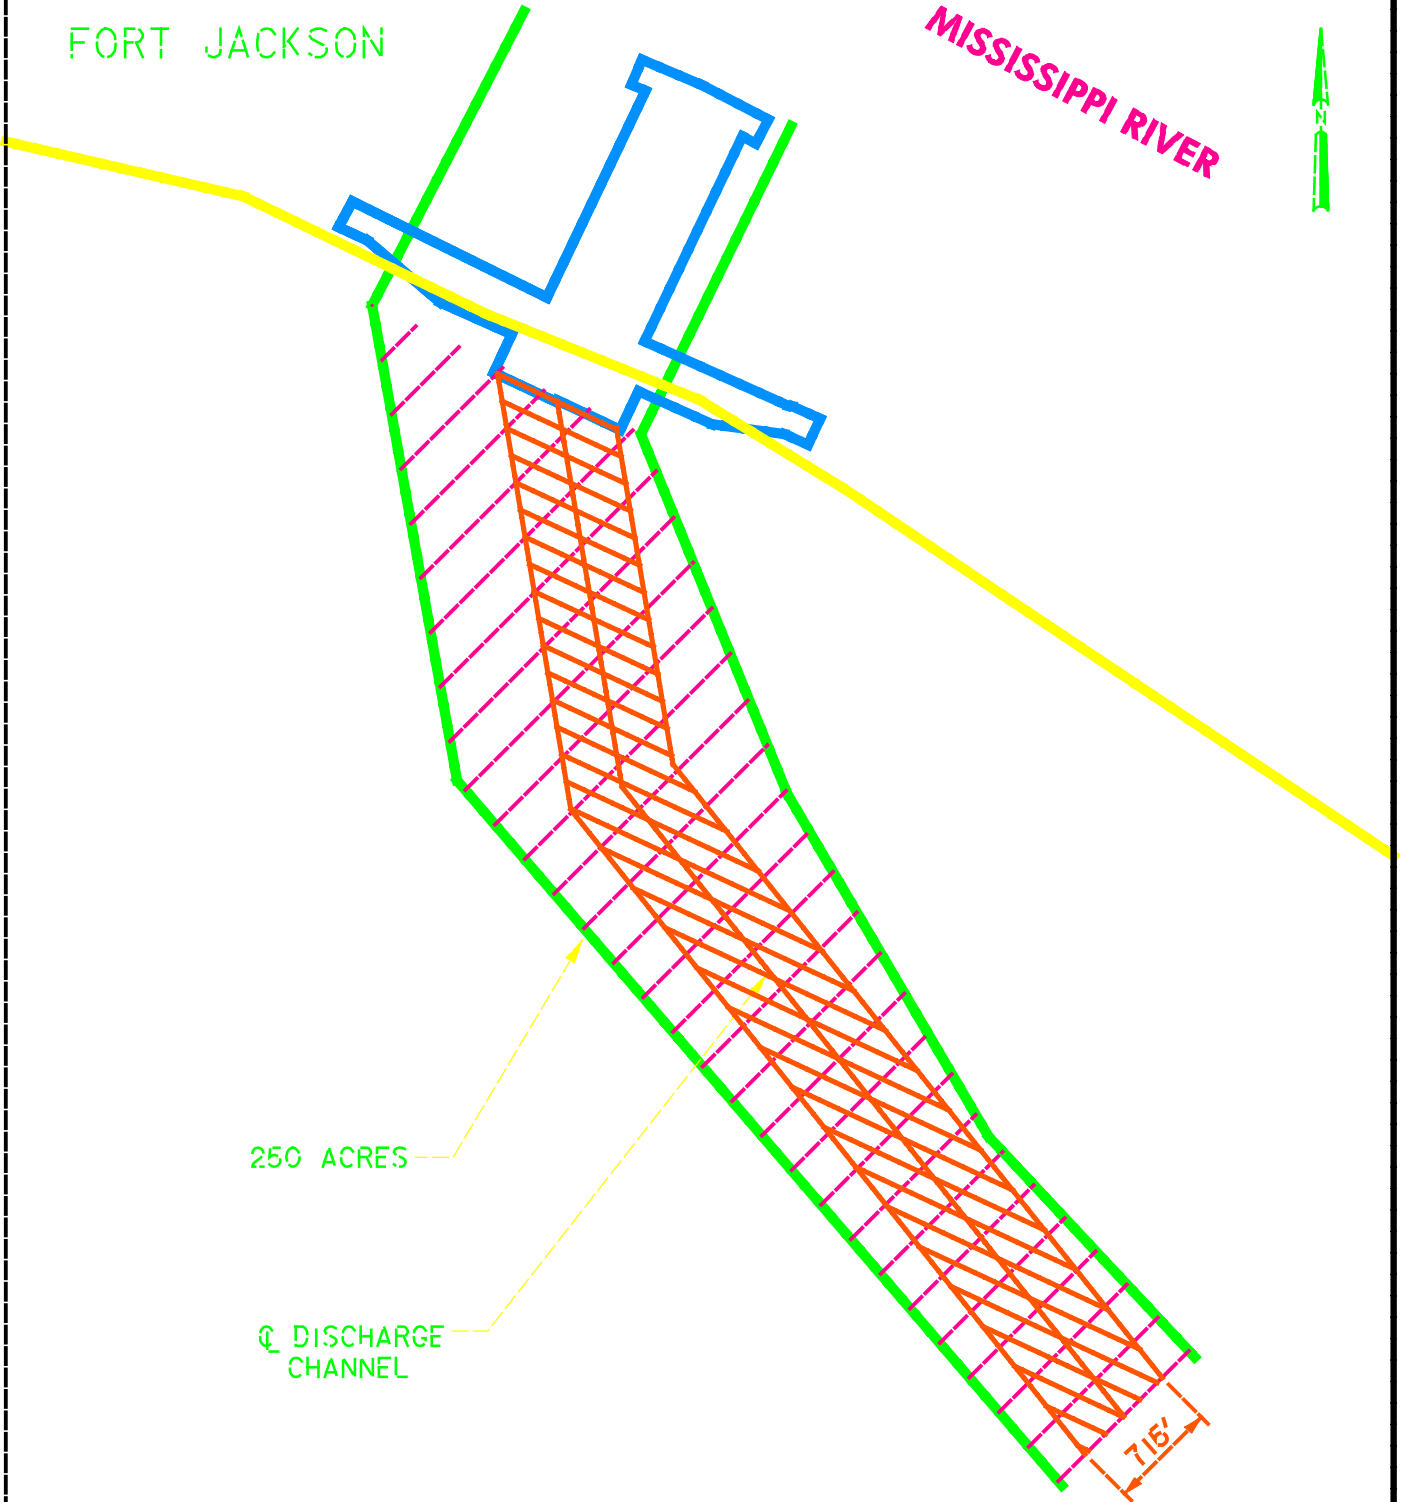 FORT JACKSON
MISSISSIPPI RIVER
N
250 ACRES
℄ DISCHARGE
CHANNEL
715'